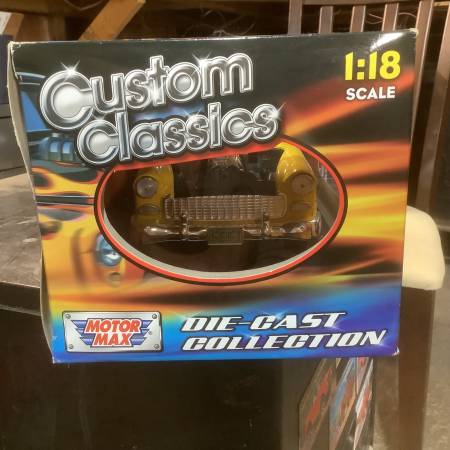 Custom
Classics
1:18
SCALE
MOTOR
MAX
DIE-CAST
COLLECTION